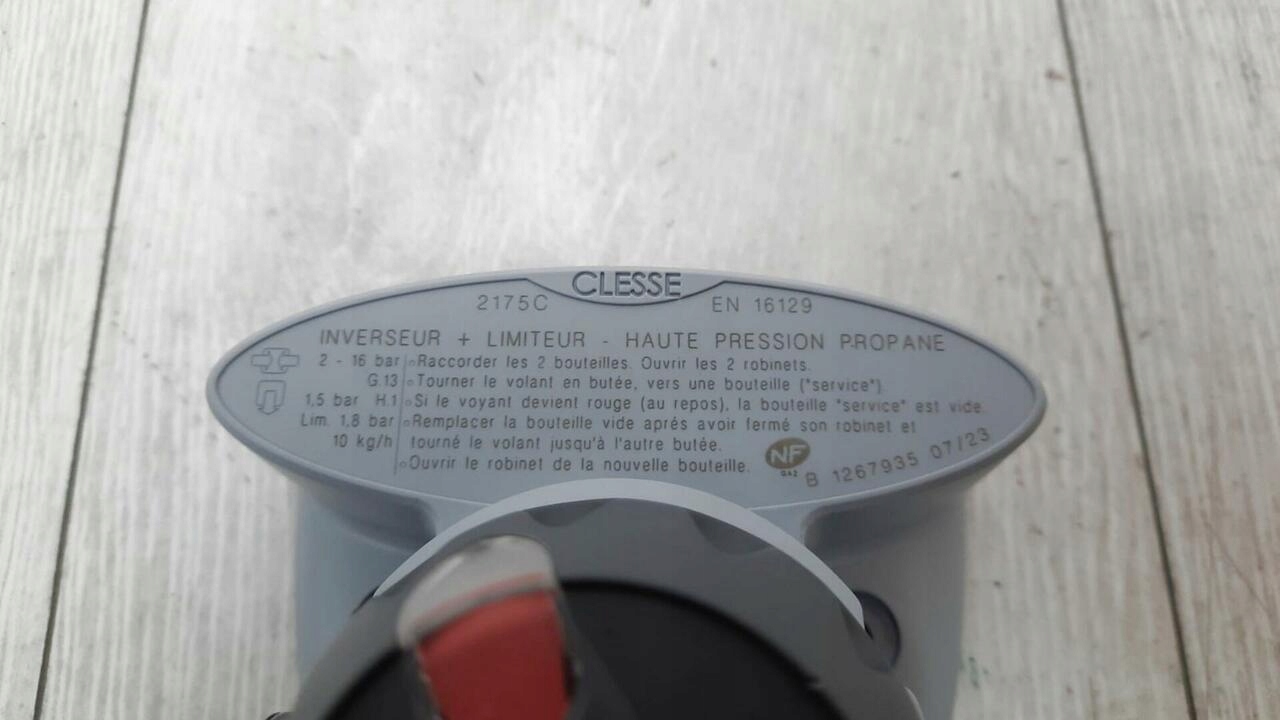 CLESSE
2175C EN 16129
INVERSEUR + LIMITEUR - HAUTE PRESSION PROPANE
2 - 16 bar Raccorder les 2 bouteilles. Ouvrir les 2 robinets.
G.13 Tourner le volant en butée, vers une bouteille ("service")
1,5 bar H.1 Si le voyant devient rouge (au repos), la bouteille "service" est vide.
Lim. 1,8 bar Remplacer la bouteille vide aprés avoir fermé son robinet et
10 kg/h tourné le volant jusqu'à l'autre butée.
Ouvrir le robinet de la nouvelle bouteille.
NF
GAZ
B 1267935 07/23